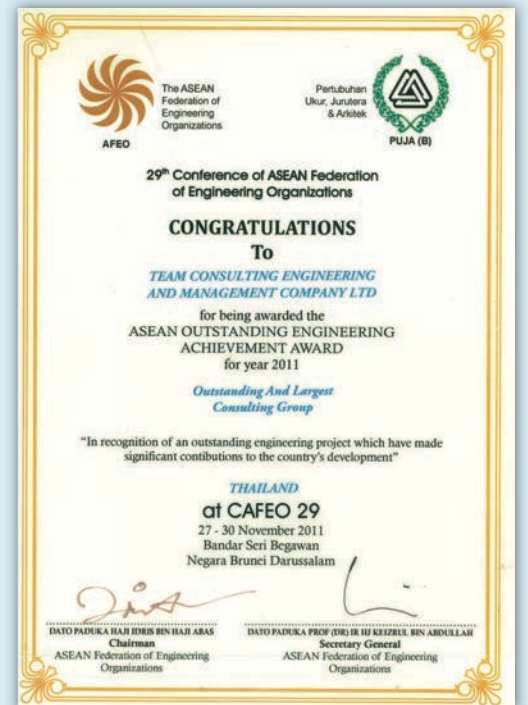 The ASEAN
Federation of
Engineering
Organizations
AFEO
Pertubuhan
Ukur, Jurutera
& Arkitek
PUJA (B)
29th Conference of ASEAN Federation
of Engineering Organizations
CONGRATULATIONS
To
TEAM CONSULTING ENGINEERING
AND MANAGEMENT COMPANY LTD
for being awarded the
ASEAN OUTSTANDING ENGINEERING
ACHIEVEMENT AWARD
for year 2011
Outstanding And Largest
Consulting Group
“In recognition of an outstanding engineering project which have made
significant contibutions to the country’s development”
THAILAND
at CAFEO 29
27 - 30 November 2011
Bandar Seri Begawan
Negara Brunei Darussalam
DATO PADUKA HAJI IDRIS BIN HAJI ABAS
Chairman
ASEAN Federation of Engineering
Organizations
DATO PADUKA PROF (DR) IR HJ KEIZRUL BIN ABDULLAH
Secretary General
ASEAN Federation of Engineering
Organizations